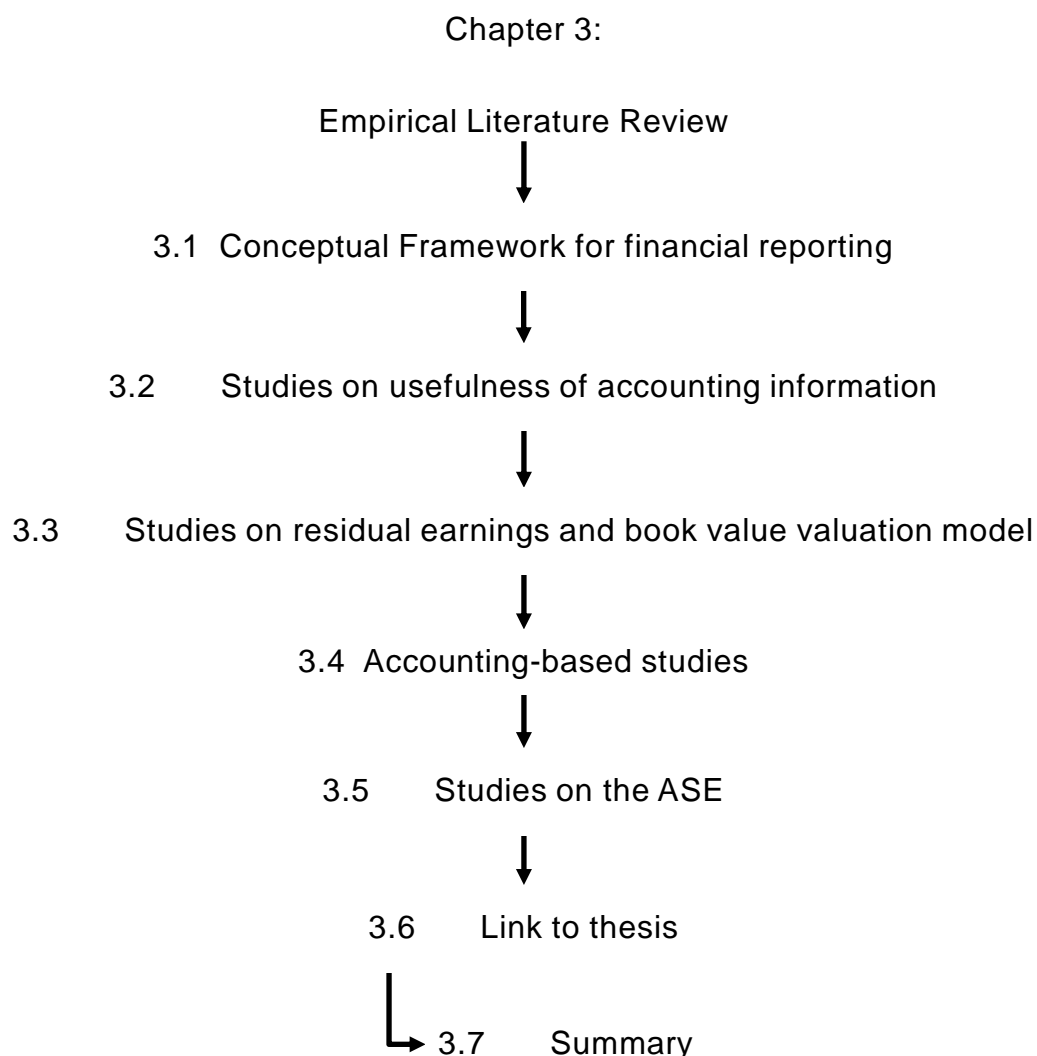 Chapter 3:
Empirical Literature Review
3.1 Conceptual Framework for financial reporting
3.2 Studies on usefulness of accounting information
3.3 Studies on residual earnings and book value valuation model
3.4 Accounting-based studies
3.5 Studies on the ASE
3.6 Link to thesis
3.7 Summary